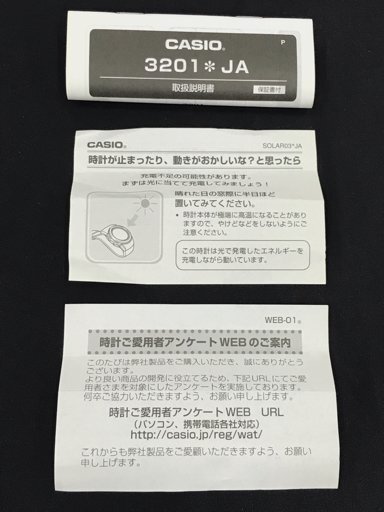 P
CASIO®
3201＊JA
取扱説明書
保証書付
CASIO®
SOLAR03*JA
時計が止まったり、動きがおかしいな？と思ったら
充電不足の可能性があります。
まずは光に当てて充電してみましょう！
晴れた日の窓際に半日ほど
置いてみてください。
・時計本体が極端に高温になることがあり
ますので、やけどなどをしないようにご
注意ください。
この時計は光で発電したエネルギーを
充電しながら動いています。
WEB-01®
時計ご愛用者アンケートWEBのご案内
このたびは弊社製品をご購入いただき、誠にありがとう
ございます。
より良い商品の開発に役立てるため、下記URLにてご愛
用者さまを対象にしたアンケートを実施しております。
何卒ご協力いただきますよう、お願い申し上げます。
時計ご愛用者アンケートWEB URL
（パソコン、携帯電話各社対応）
http://casio.jp/reg/wat/
これからも弊社製品をご愛顧いただきますよう、お願
い申し上げます。